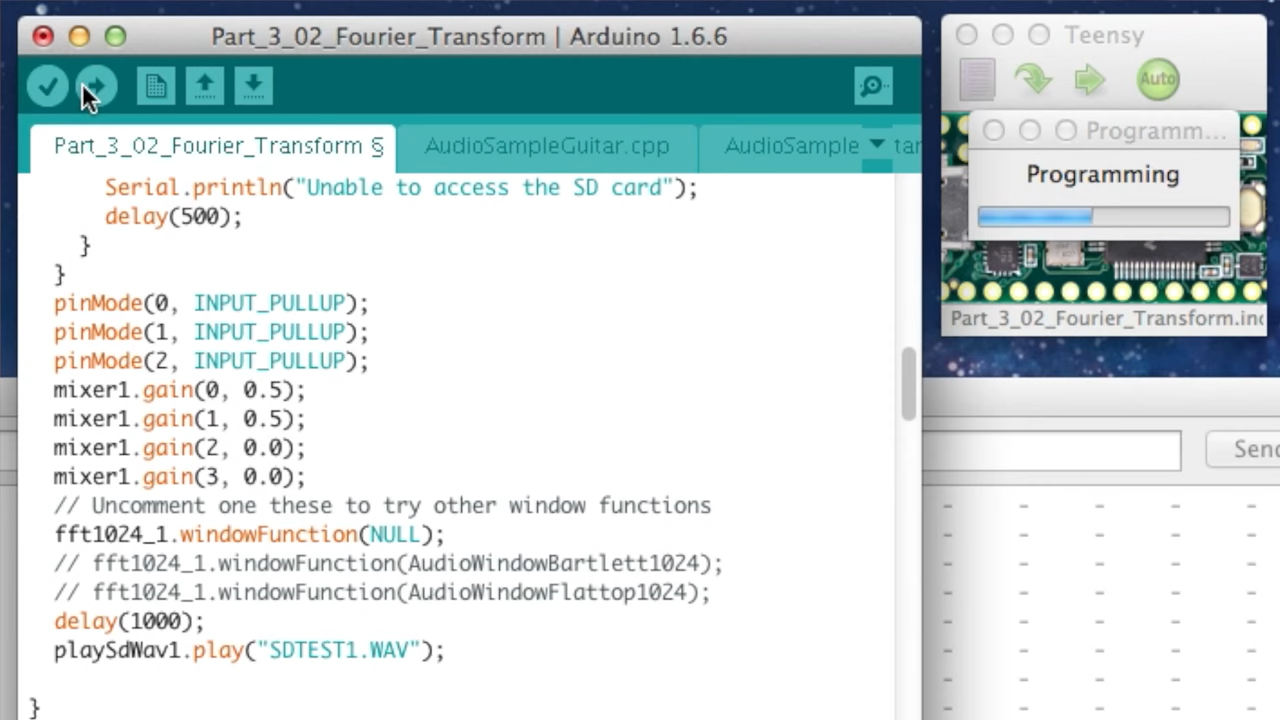 Part_3_02_Fourier_Transform | Arduino 1.6.6
Part_3_02_Fourier_Transform §
AudioSampleGuitar.cpp
AudioSample
tar
Serial.println("Unable to access the SD card");
delay(500);
}
}
pinMode(0, INPUT_PULLUP);
pinMode(1, INPUT_PULLUP);
pinMode(2, INPUT_PULLUP);
mixer1.gain(0, 0.5);
mixer1.gain(1, 0.5);
mixer1.gain(2, 0.0);
mixer1.gain(3, 0.0);
// Uncomment one these to try other window functions
fft1024_1.windowFunction(NULL);
// fft1024_1.windowFunction(AudioWindowBartlett1024);
// fft1024_1.windowFunction(AudioWindowFlattop1024);
delay(1000);
playSdWav1.play("SDTEST1.WAV");
}
Teensy
Auto
Programm...
Programming
Part_3_02_Fourier_Transform.ino
Send
- - - - -
- - - - -
- - - - -
- - - - -
- - - - -
- - - - -
- - - - -
- - - - -